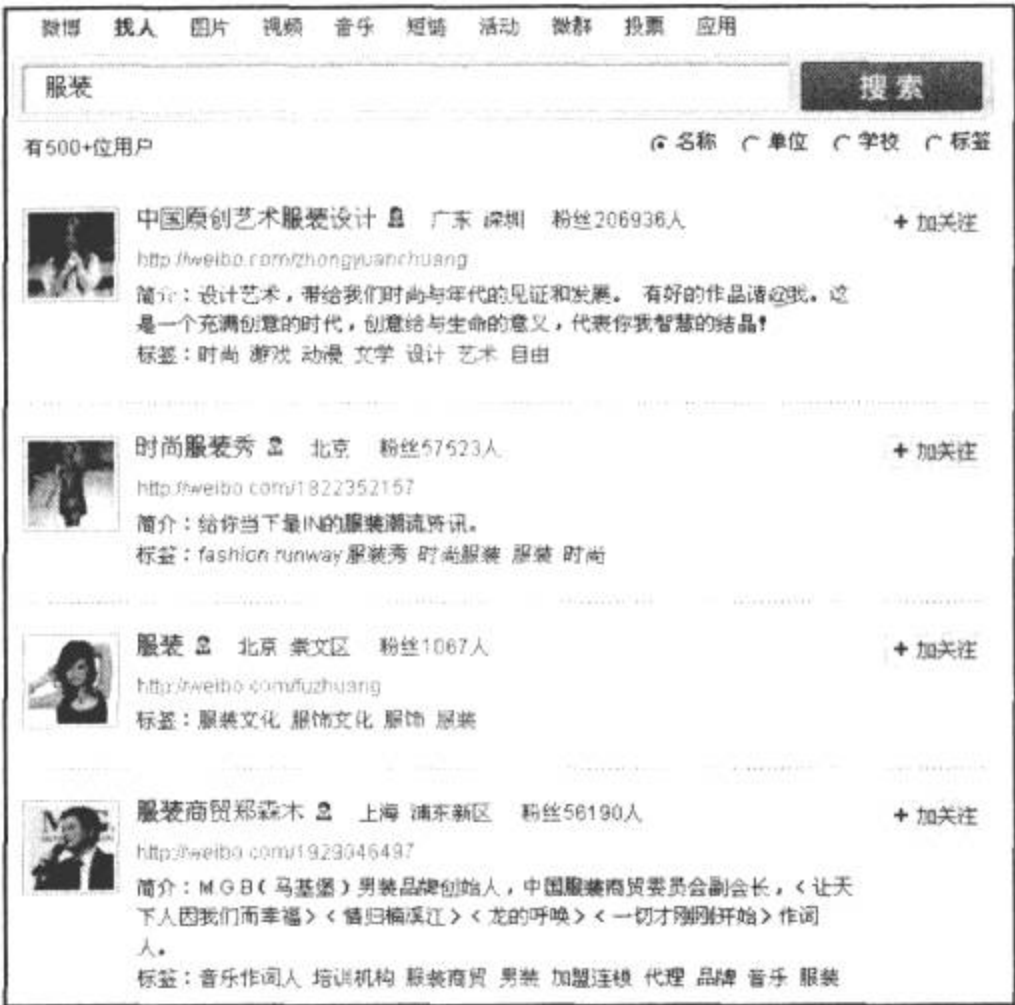 微博 找人 图片 视频 音乐 短链 活动 微群 投票 应用
服装 搜索
有500+位用户 名称 单位 学校 标签
中国原创艺术服装设计 广东 深圳 粉丝206936人 + 加关注
http://weibo.com/zhongyuanchuang
简介：设计艺术，带给我们时尚与年代的见证和发展。 有好的作品请@我。这
是一个充满创意的时代，创意给与生命的意义，代表你我智慧的结晶！
标签：时尚 游戏 动漫 文学 设计 艺术 自由
时尚服装秀 北京 粉丝57523人 + 加关注
http://weibo.com/1822352157
简介：给你当下最IN的服装潮流资讯。
标签：fashion runway 服装秀 时尚服装 服装 时尚
服装 北京 崇文区 粉丝1067人 + 加关注
http://weibo.com/fuzhuang
标签：服装文化 服饰文化 服饰 服装
服装商贸郑森木 上海 浦东新区 粉丝56190人 + 加关注
http://weibo.com/1929046497
简介：MGB（马基堡）男装品牌创始人，中国服装商贸委员会副会长，<让天
下人因我们而幸福><情归楠溪江><龙的呼唤><一切才刚刚开始>作词
人。
标签：音乐作词人 培训机构 服装商贸 男装 加盟连锁 代理 品牌 音乐 服装